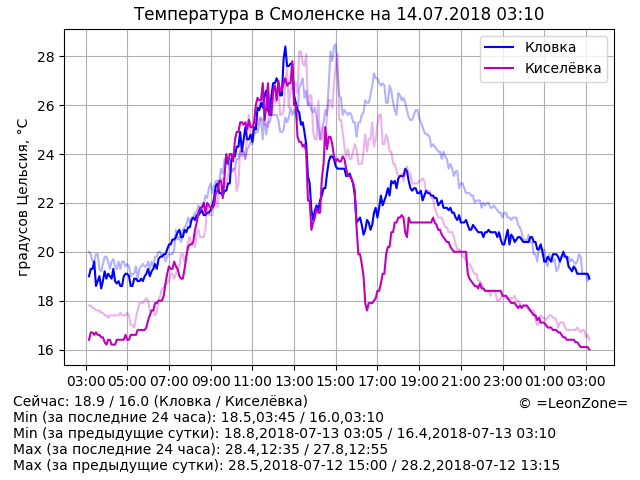 Температура в Смоленске на 14.07.2018 03:10
Кловка
Киселёвка
градусов Цельсия, °C
28
26
24
22
20
18
16
03:00 05:00 07:00 09:00 11:00 13:00 15:00 17:00 19:00 21:00 23:00 01:00 03:00
Сейчас: 18.9 / 16.0 (Кловка / Киселёвка)
© =LeonZone=
Min (за последние 24 часа): 18.5,03:45 / 16.0,03:10
Min (за предыдущие сутки): 18.8,2018-07-13 03:05 / 16.4,2018-07-13 03:10
Max (за последние 24 часа): 28.4,12:35 / 27.8,12:55
Max (за предыдущие сутки): 28.5,2018-07-12 15:00 / 28.2,2018-07-12 13:15